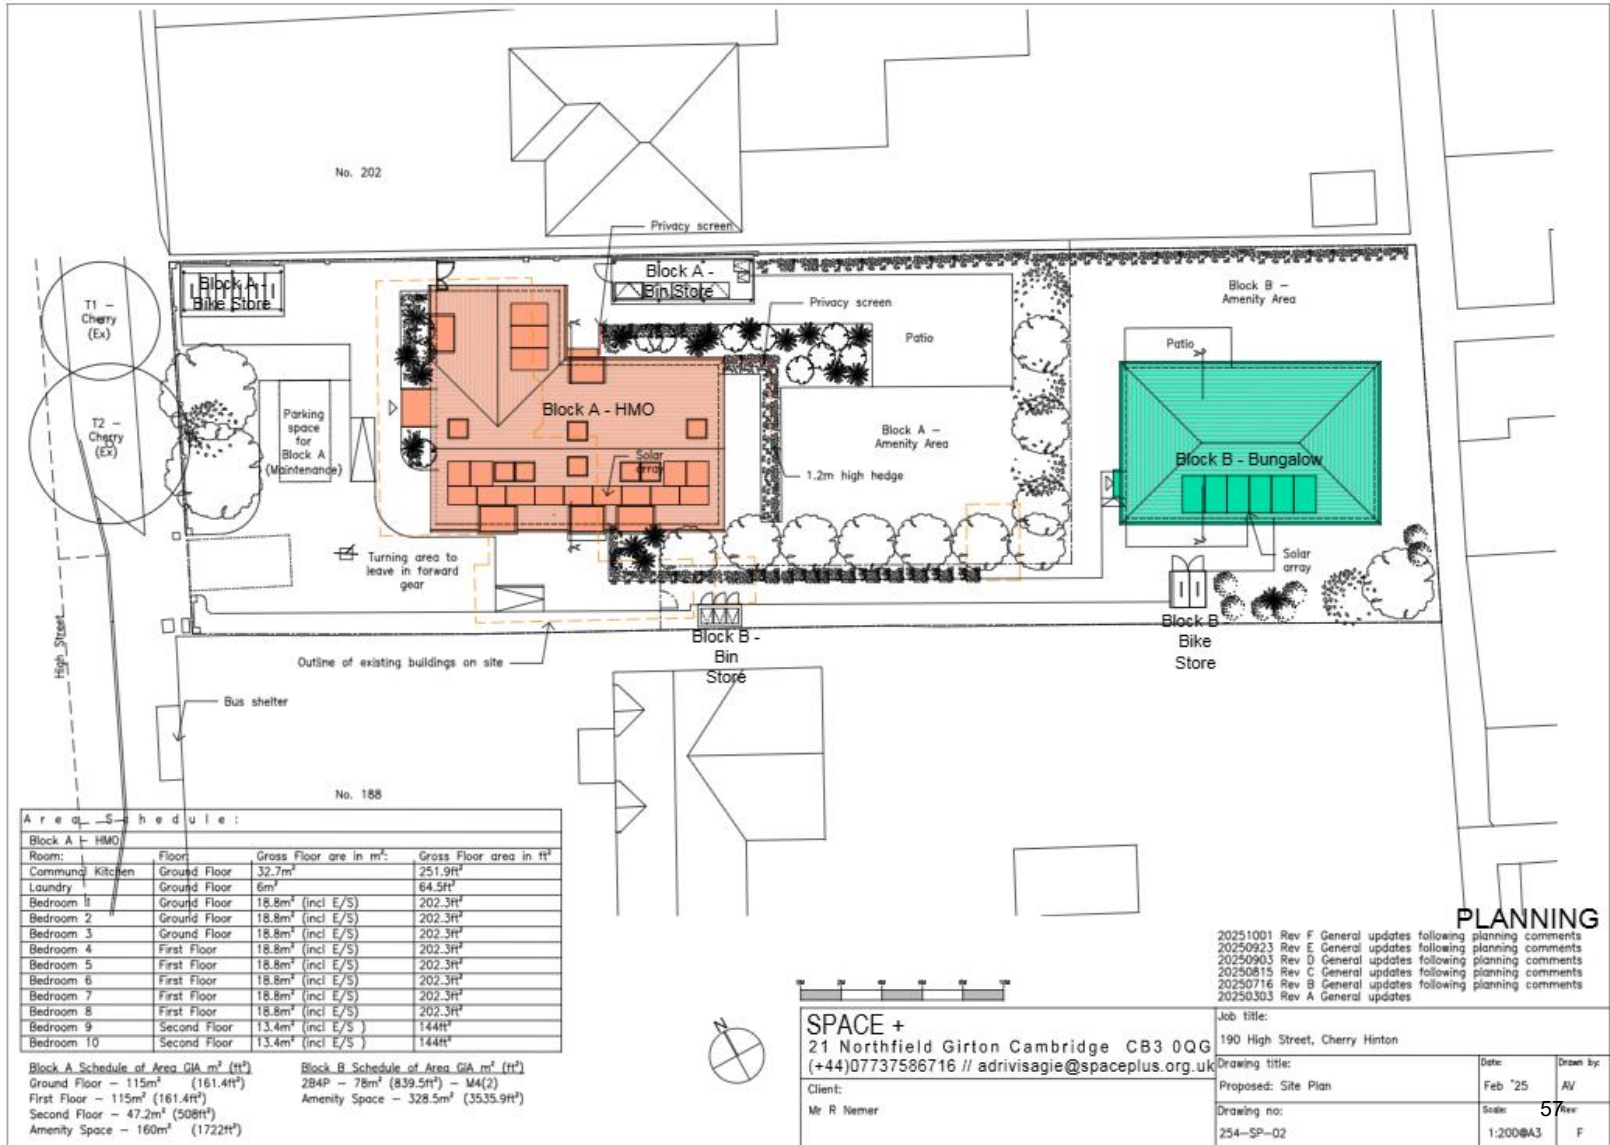 No. 202
Privacy screen
Block A -
Bike Store
Block A -
Bin Store
T1 –
Cherry
(Ex)
Privacy screen
Block B –
Amenity Area
Patio
Patio
T2 –
Cherry
(Ex)
Parking
space
for
Block A
(Maintenance)
Block A - HMO
Block A –
Amenity Area
Solar
array
1.2m high hedge
Block B - Bungalow
Turning area to
leave in forward
gear
Solar
array
High Street
Outline of existing buildings on site
Block B -
Bin
Store
Block B
Bike
Store
Bus shelter
No. 188
Area Schedule:
Block A – HMO
Room: Floor: Gross Floor are in m²: Gross Floor area in ft²
Communal Kitchen Ground Floor 32.7m² 251.9ft²
Laundry Ground Floor 6m² 64.5ft²
Bedroom 1 Ground Floor 18.8m² (incl E/S) 202.3ft²
Bedroom 2 Ground Floor 18.8m² (incl E/S) 202.3ft²
Bedroom 3 Ground Floor 18.8m² (incl E/S) 202.3ft²
Bedroom 4 First Floor 18.8m² (incl E/S) 202.3ft²
Bedroom 5 First Floor 18.8m² (incl E/S) 202.3ft²
Bedroom 6 First Floor 18.8m² (incl E/S) 202.3ft²
Bedroom 7 First Floor 18.8m² (incl E/S) 202.3ft²
Bedroom 8 First Floor 18.8m² (incl E/S) 202.3ft²
Bedroom 9 Second Floor 13.4m² (incl E/S ) 144ft²
Bedroom 10 Second Floor 13.4m² (incl E/S ) 144ft²
Block A Schedule of Area GIA m² (ft²)
Ground Floor – 115m² (161.4ft²)
First Floor – 115m² (161.4ft²)
Second Floor – 47.2m² (508ft²)
Amenity Space – 160m² (1722ft²)
Block B Schedule of Area GIA m² (ft²)
2B4P – 78m² (839.5ft²) – M4(2)
Amenity Space – 328.5m² (3535.9ft²)
N
PLANNING
20251001 Rev F General updates following planning comments
20250923 Rev E General updates following planning comments
20250903 Rev D General updates following planning comments
20250815 Rev C General updates following planning comments
20250716 Rev B General updates following planning comments
20250303 Rev A General updates
SPACE +
21 Northfield Girton Cambridge CB3 0QG
(+44)07737586716 // adrivisagie@spaceplus.org.uk
Client:
Mr R Nemer
Job title:
190 High Street, Cherry Hinton
Drawing title:
Proposed: Site Plan
Date:
Feb '25
Drawn by:
AV
Drawing no:
254–SP–02
Scale:
1:200@A3
57
Rev:
F